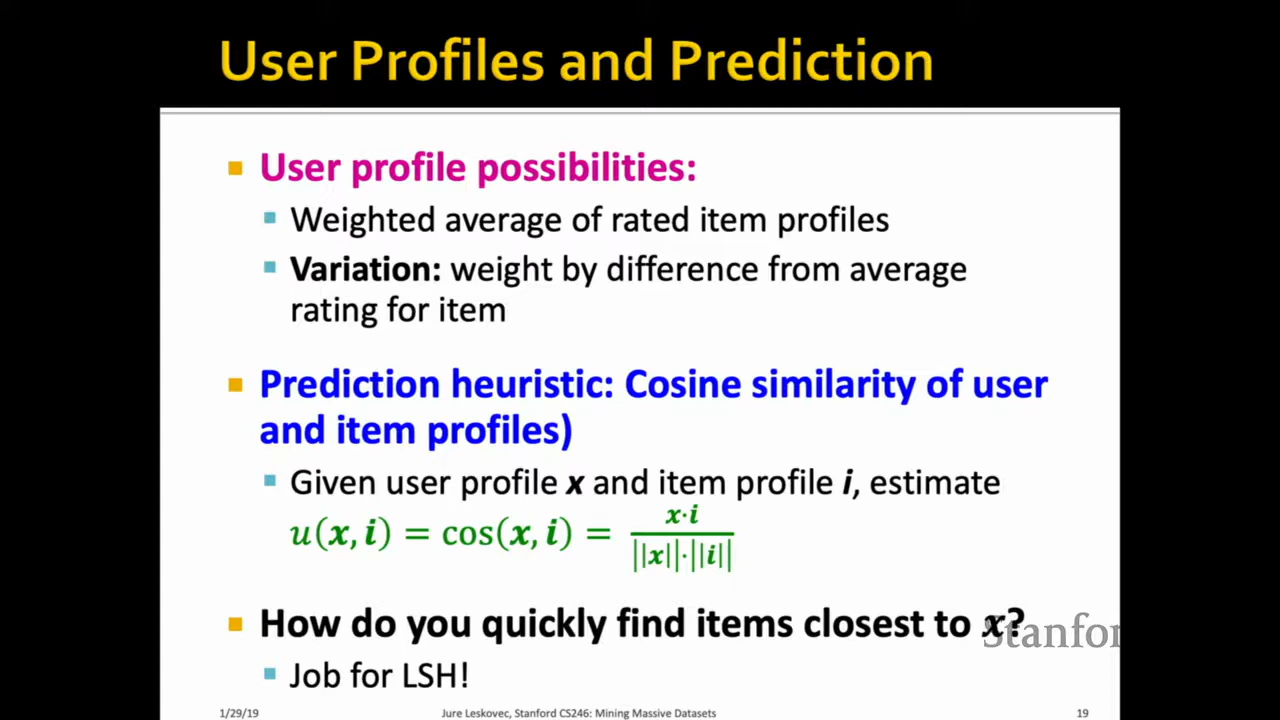 User Profiles and Prediction
User profile possibilities:
Weighted average of rated item profiles
Variation: weight by difference from average
rating for item
Prediction heuristic: Cosine similarity of user
and item profiles)
Given user profile x and item profile i, estimate
u(x, i) = cos(x, i) = x·i / ||x||·||i||
How do you quickly find items closest to x?
Stanfor
Job for LSH!
1/29/19 Jure Leskovec, Stanford CS246: Mining Massive Datasets 19